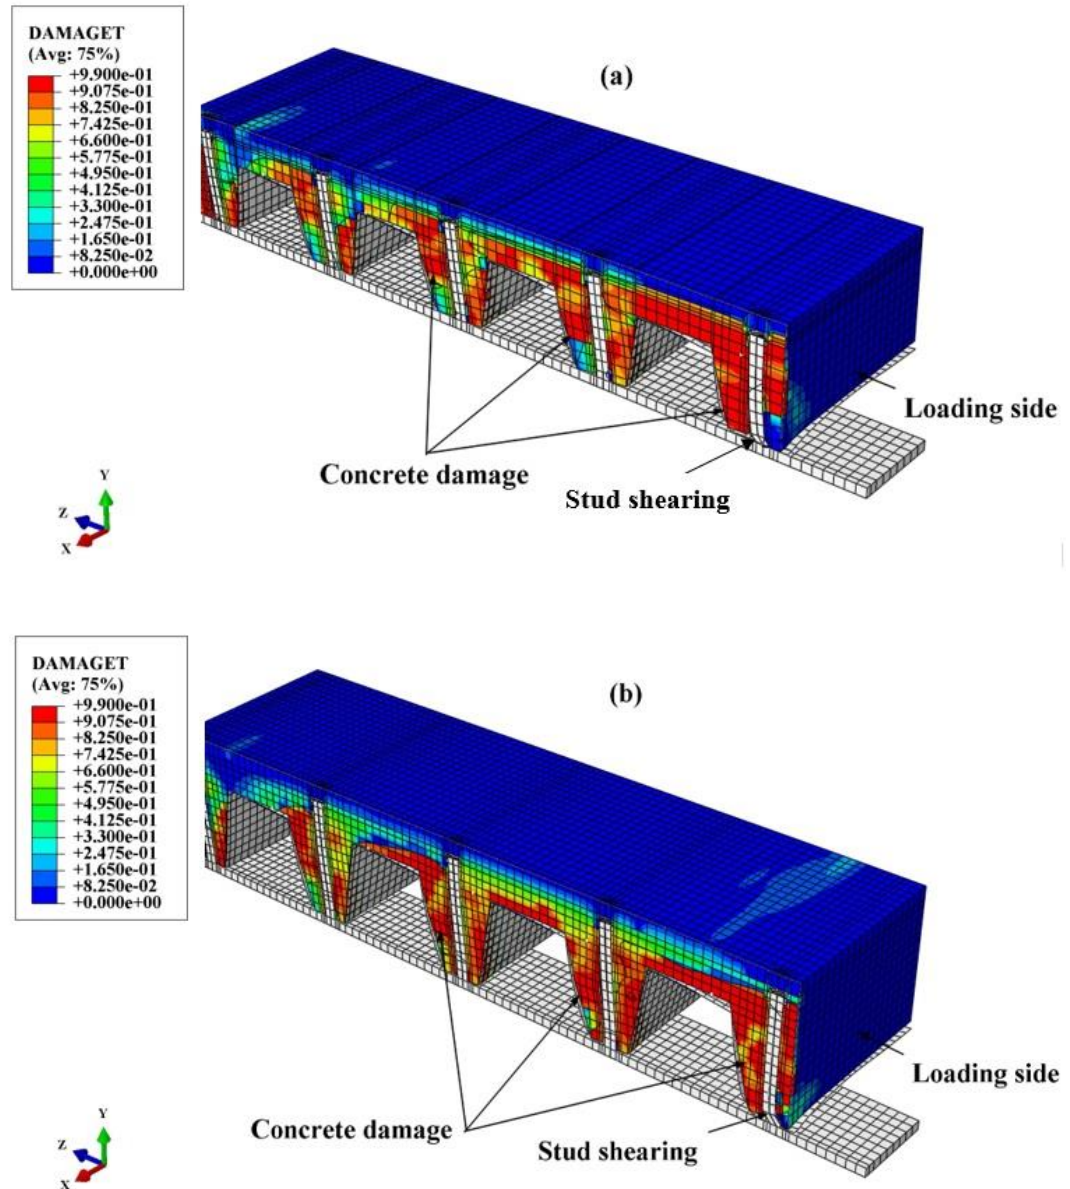 DAMAGET
(Avg: 75%)
+9.900e-01
+9.075e-01
+8.250e-01
+7.425e-01
+6.600e-01
+5.775e-01
+4.950e-01
+4.125e-01
+3.300e-01
+2.475e-01
+1.650e-01
+8.250e-02
+0.000e+00
(a)
Loading side
Concrete damage
Stud shearing
Y
Z
X
DAMAGET
(Avg: 75%)
+9.900e-01
+9.075e-01
+8.250e-01
+7.425e-01
+6.600e-01
+5.775e-01
+4.950e-01
+4.125e-01
+3.300e-01
+2.475e-01
+1.650e-01
+8.250e-02
+0.000e+00
(b)
Loading side
Concrete damage
Stud shearing
Y
Z
X